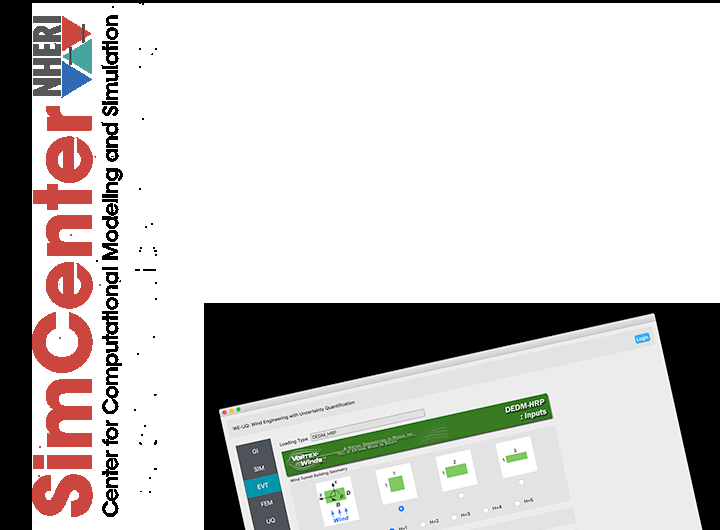 NHERI
SimCenter
Center for Computational Modeling and Simulation
WE-UQ: Wind Engineering with Uncertainty Quantification
Login
Loading Type DEDM_HRP
GI
SIM
EVT
FEM
UQ
VORTEX-
Winds
DEDM-HRP
: Inputs
Wind Tunnel Building Geometry
X
Y
D
B
Wind
1
1
2
1
3
1
H=1
H=2
H=3
H=4
H=5